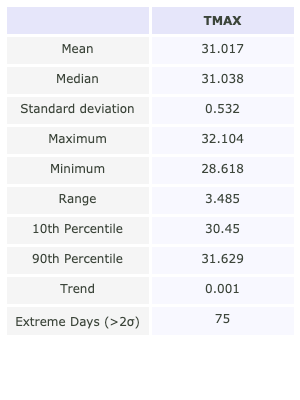 TMAX
Mean 31.017
Median 31.038
Standard deviation 0.532
Maximum 32.104
Minimum 28.618
Range 3.485
10th Percentile 30.45
90th Percentile 31.629
Trend 0.001
Extreme Days (>2σ) 75